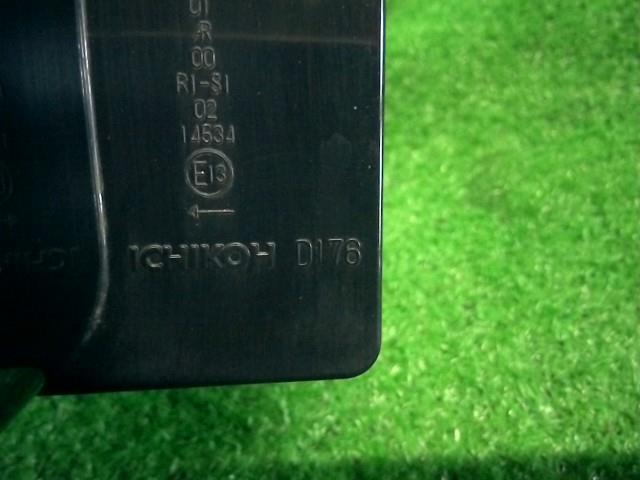 01
R
00
R1-S1
02
14534
E13
←
ICHIKOH D176